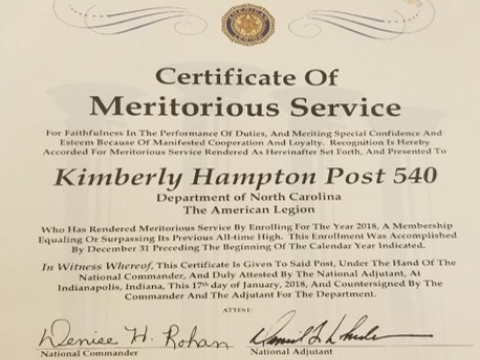 Certificate Of
Meritorious Service
For Faithfulness In The Performance Of Duties, And Meriting Special Confidence And
Esteem Because Of Manifested Cooperation And Loyalty. Recognition Is Hereby
Accorded For Meritorious Service Rendered As Hereinafter Set Forth, And Presented To
Kimberly Hampton Post 540
Department of North Carolina
The American Legion
Who Has Rendered Meritorious Service By Enrolling For The Year 2018, A Membership
Equaling Or Surpassing Its Previous All-time High. This Enrollment Was Accomplished
By December 31 Preceding The Beginning Of The Calendar Year Indicated.
In Witness Whereof, This Certificate Is Given To Said Post, Under The Hand Of The
National Commander, And Duly Attested By The National Adjutant, At
Indianapolis, Indiana, This 17th day of January, 2018, And Countersigned By The
Commander And The Adjutant For The Department.
ATTEST:
Denise H. Rohan
National Commander
National Adjutant